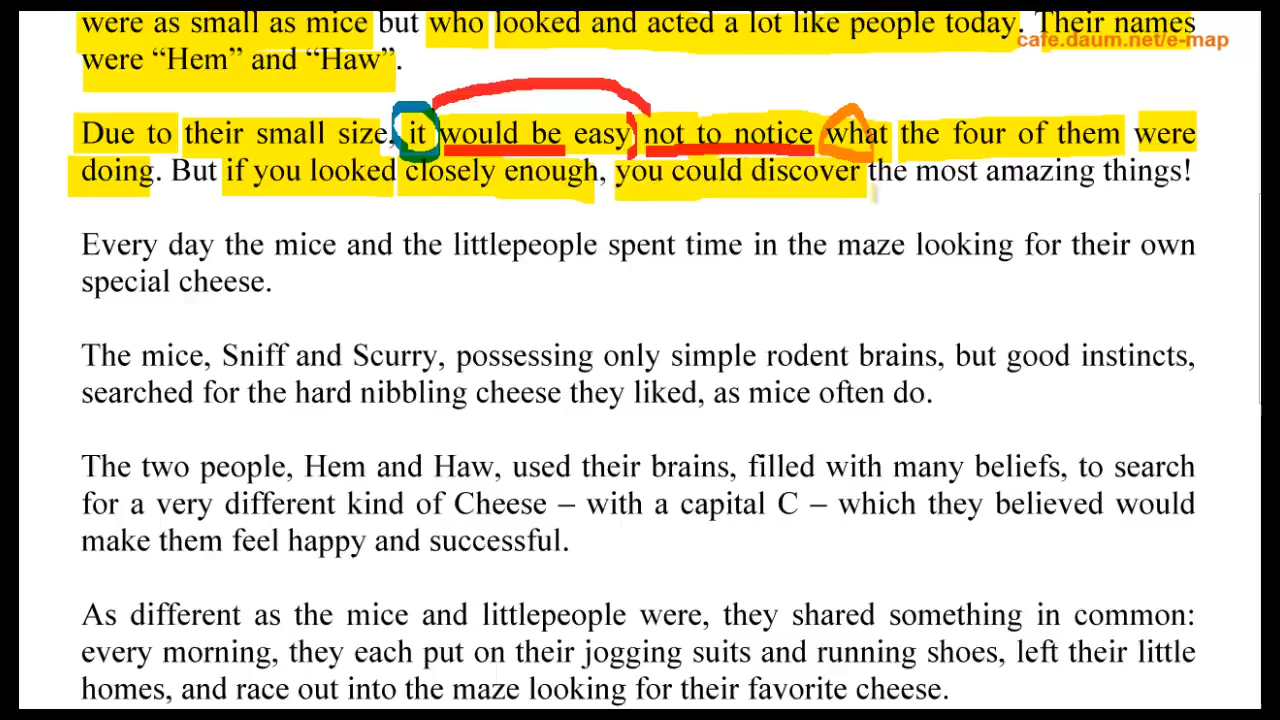 were as small as mice but who looked and acted a lot like people today. Their names
cafe.daum.net/e-map
were “Hem” and “Haw”.
Due to their small size, it would be easy not to notice what the four of them were
doing. But if you looked closely enough, you could discover the most amazing things!
Every day the mice and the littlepeople spent time in the maze looking for their own
special cheese.
The mice, Sniff and Scurry, possessing only simple rodent brains, but good instincts,
searched for the hard nibbling cheese they liked, as mice often do.
The two people, Hem and Haw, used their brains, filled with many beliefs, to search
for a very different kind of Cheese – with a capital C – which they believed would
make them feel happy and successful.
As different as the mice and littlepeople were, they shared something in common:
every morning, they each put on their jogging suits and running shoes, left their little
homes, and race out into the maze looking for their favorite cheese.